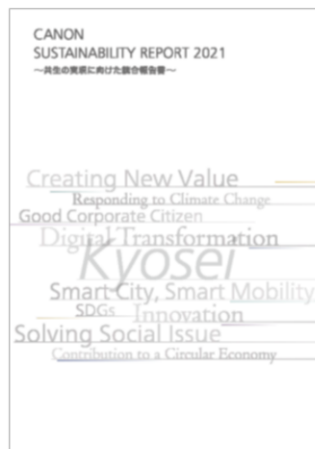 CANON
SUSTAINABILITY REPORT 2021
～共生の実現に向けた統合報告書～
Creating New Value
Responding to Climate Change
Good Corporate Citizen
Digital Transformation
Kyosei
Smart City, Smart Mobility
SDGs Innovation
Solving Social Issue
Contribution to a Circular Economy